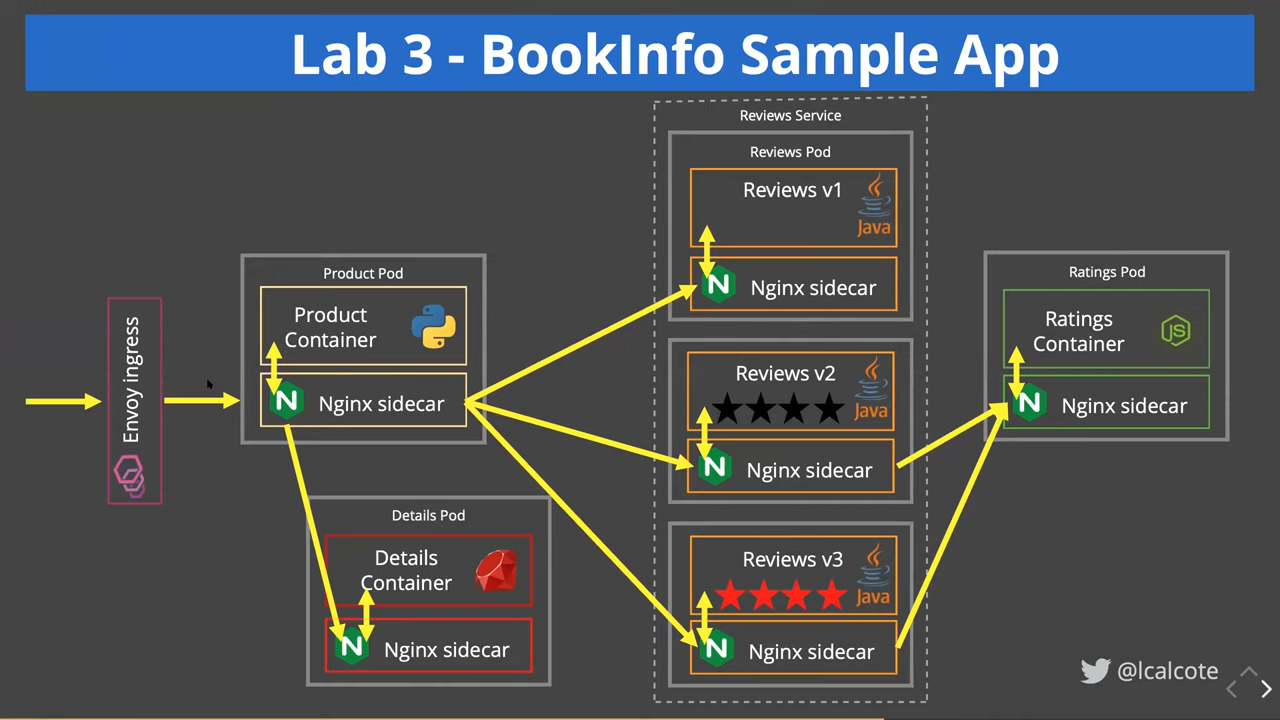 Lab 3 - BookInfo Sample App
Reviews Service
Reviews Pod
Reviews v1
Java
Nginx sidecar
Product Pod
Product
Container
Nginx sidecar
Envoy ingress
Reviews v2
Java
Nginx sidecar
Ratings Pod
Ratings
Container
JS
Nginx sidecar
Details Pod
Details
Container
Nginx sidecar
Reviews v3
Java
Nginx sidecar
@lcalcote